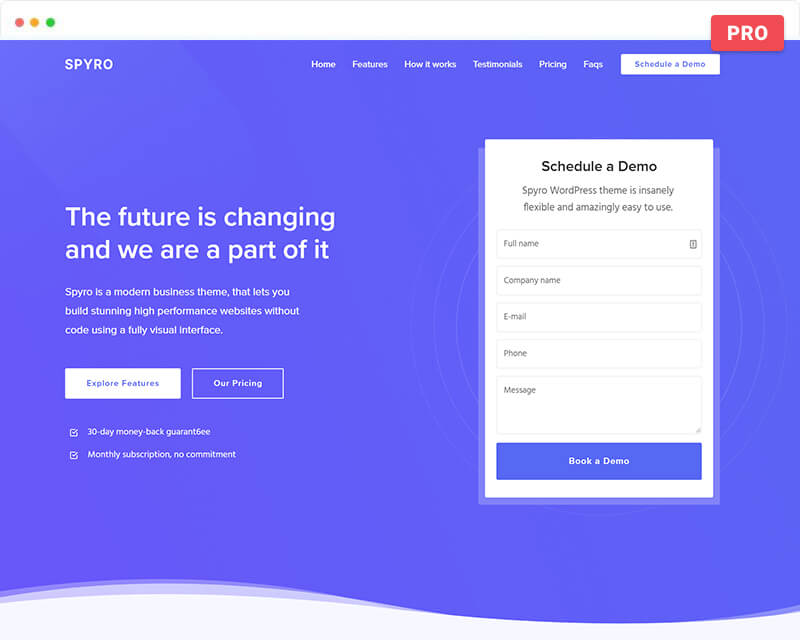 PRO
SPYRO
Home Features How it works Testimonials Pricing Faqs Schedule a Demo
The future is changing
and we are a part of it
Spyro is a modern business theme, that lets you
build stunning high performance websites without
code using a fully visual interface.
Explore Features Our Pricing
30-day money-back guarant6ee
Monthly subscription, no commitment
Schedule a Demo
Spyro WordPress theme is insanely
flexible and amazingly easy to use.
Full name
Company name
E-mail
Phone
Message
Book a Demo